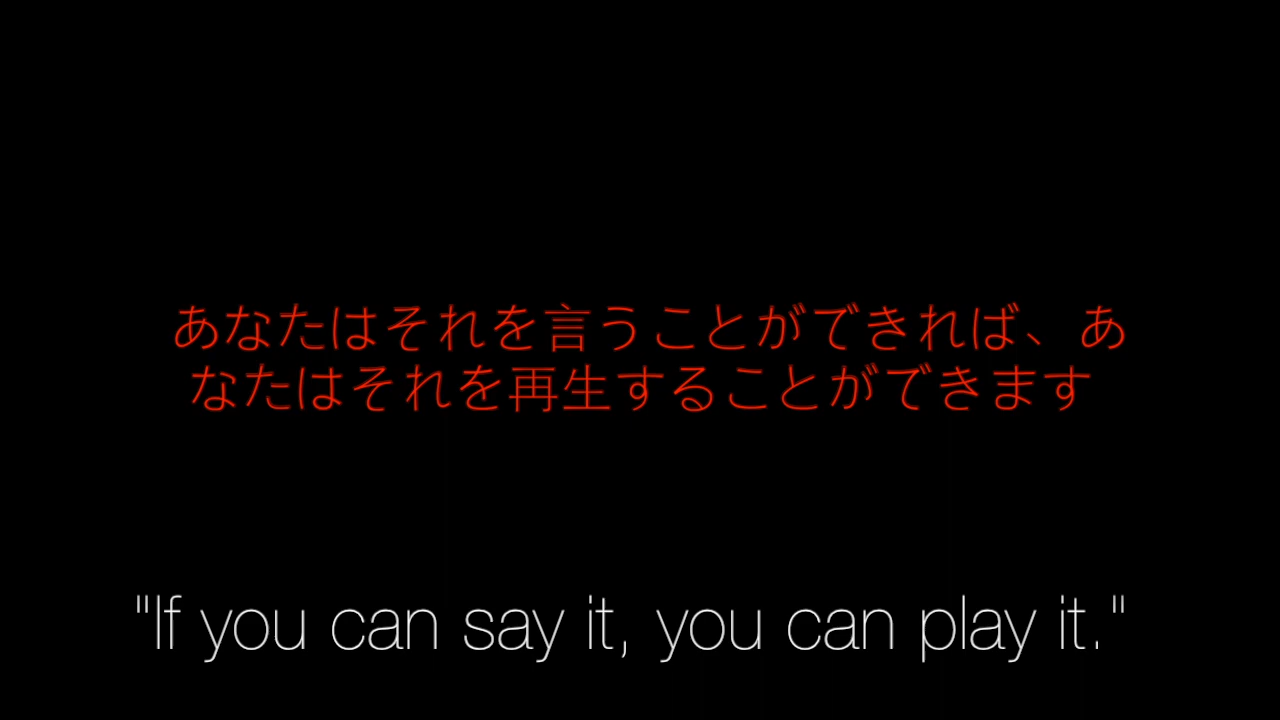 あなたはそれを言うことができれば、あ
なたはそれを再生することができます
"If you can say it, you can play it."